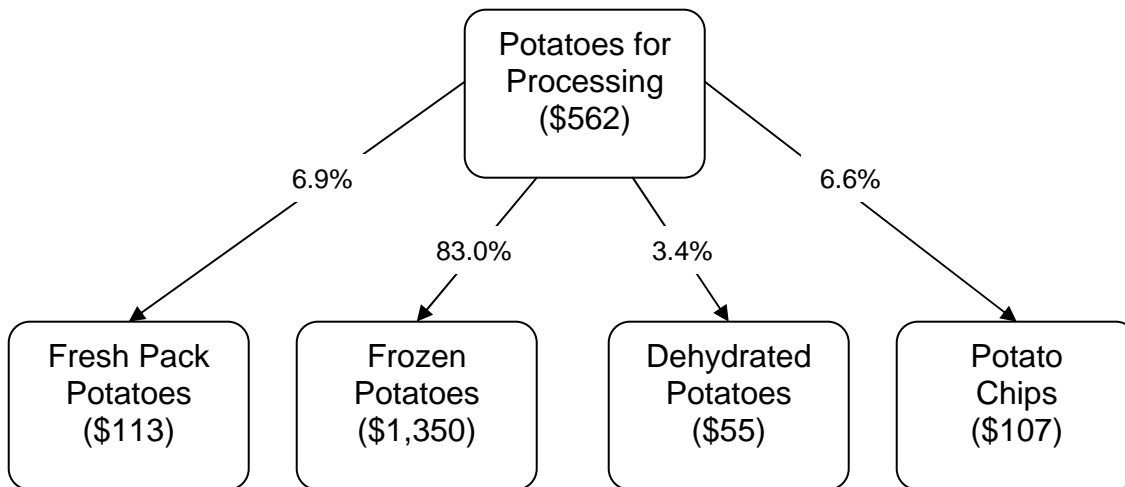 Potatoes for
Processing
($562)
6.9%
6.6%
83.0%
3.4%
Fresh Pack
Potatoes
($113)
Frozen
Potatoes
($1,350)
Dehydrated
Potatoes
($55)
Potato
Chips
($107)